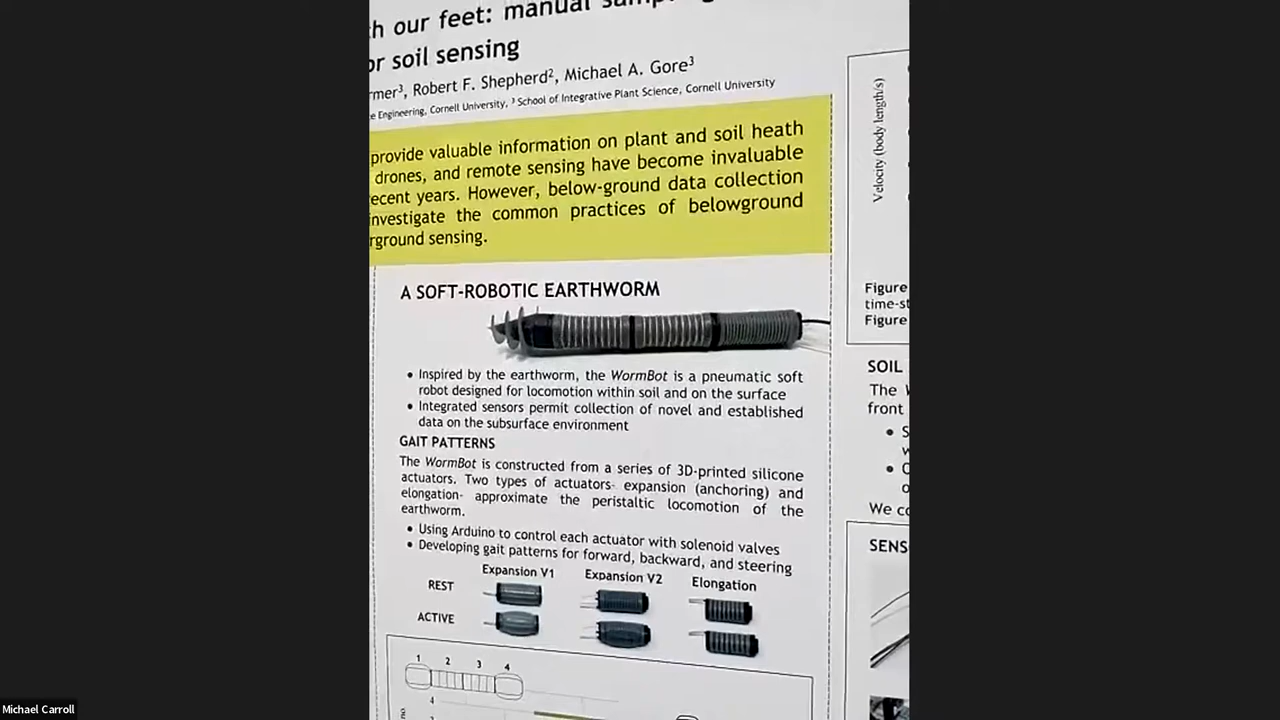 h our feet: manual
or soil sensing
rmer³, Robert F. Shepherd², Michael A. Gore³
e Engineering, Cornell University, ³ School of Integrative Plant Science, Cornell University
provide valuable information on plant and soil heath
drones, and remote sensing have become invaluable
ecent years. However, below-ground data collection
investigate the common practices of belowground
rground sensing.
A SOFT-ROBOTIC EARTHWORM
• Inspired by the earthworm, the WormBot is a pneumatic soft
robot designed for locomotion within soil and on the surface
• Integrated sensors permit collection of novel and established
data on the subsurface environment
GAIT PATTERNS
The WormBot is constructed from a series of 3D-printed silicone
actuators. Two types of actuators- expansion (anchoring) and
elongation- approximate the peristaltic locomotion of the
earthworm.
• Using Arduino to control each actuator with solenoid valves
• Developing gait patterns for forward, backward, and steering
Expansion V1 Expansion V2 Elongation
REST
ACTIVE
1 2 3 4
4
Velocity (body length/s)
Figure
time-st
Figure
SOIL
The
front
• S
w
• C
o
We co
SENS
Michael Carroll